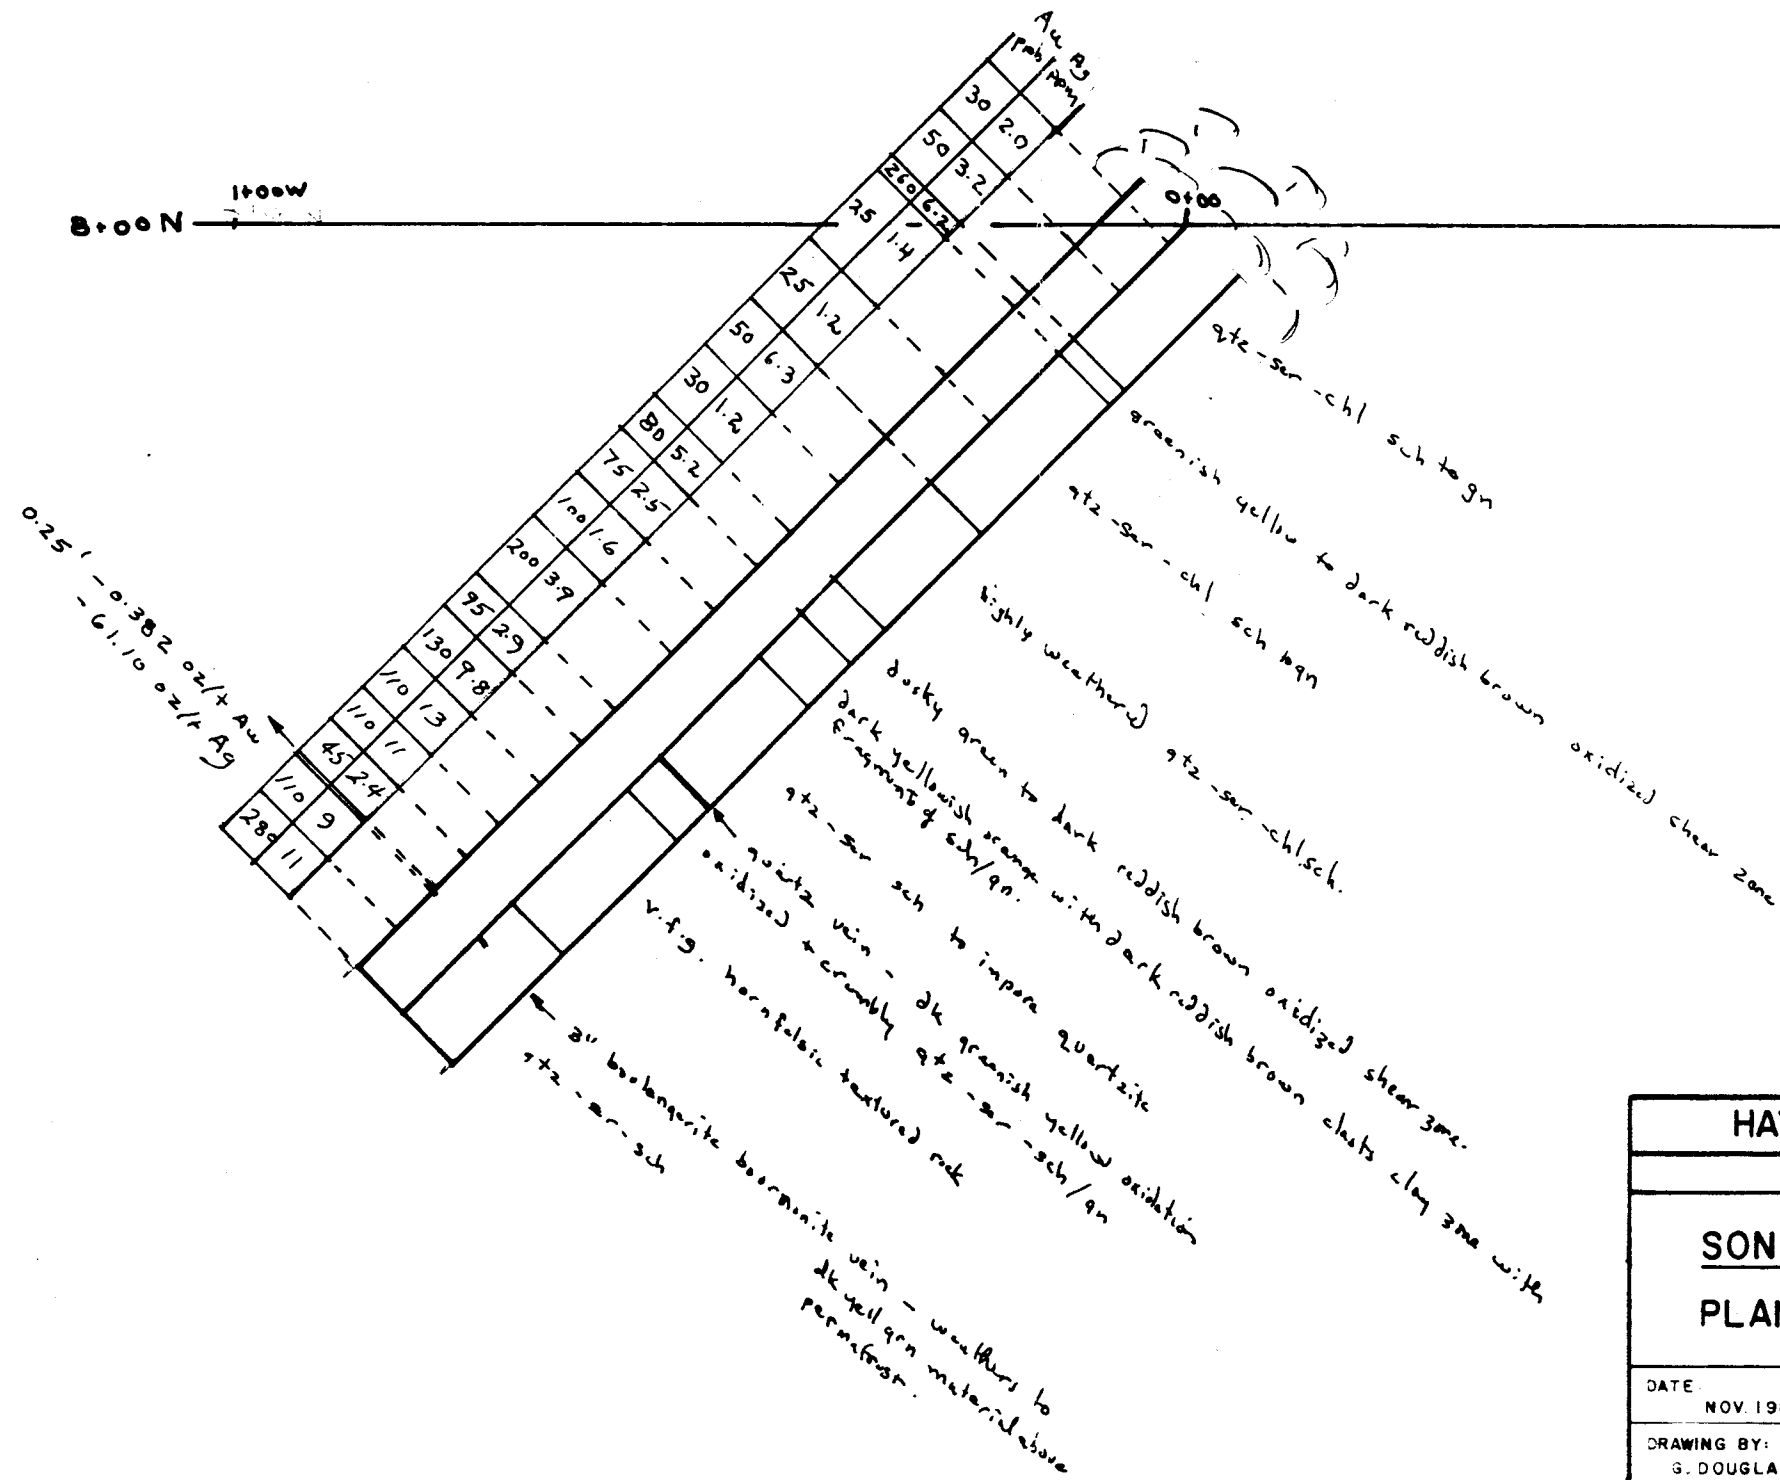 Au Ag
ppb ppm
30 2.0
50 3.2
260 6.2
25 1.4
25 1.2
50 6.3
30 1.2
80 5.2
75 2.5
100 1.6
200 3.9
95 2.9
130 9.8
110 13
110 11
45 2.4
110 9
280 11
1+00W
8+00N
0+00
0.25' - 0.382 oz/t Au
- 61.10 oz/t Ag
qtz-ser-chl sch to gn
greenish yellow to dark reddish brown oxidized shear zone
qtz-ser-chl sch to gn
highly weathered qtz-ser-chl sch.
dusky green to dark reddish brown oxidized shear zone.
dark yellowish orange with dark reddish brown clasts clay zone with
fragments of sch/gn.
qtz-ser sch to impure quartzite
quartz vein - dk greenish yellow oxidation
oxidized + crumbly qtz-ser-sch/gn
v.f.g. hornfelsic textured rock
3" boulangerite bournonite vein - weathers to
dk yell grn material above
permafrost.
qtz-ser-sch
HA
SON
PLAN
DATE
NOV. 19
DRAWING BY:
G. DOUGLA